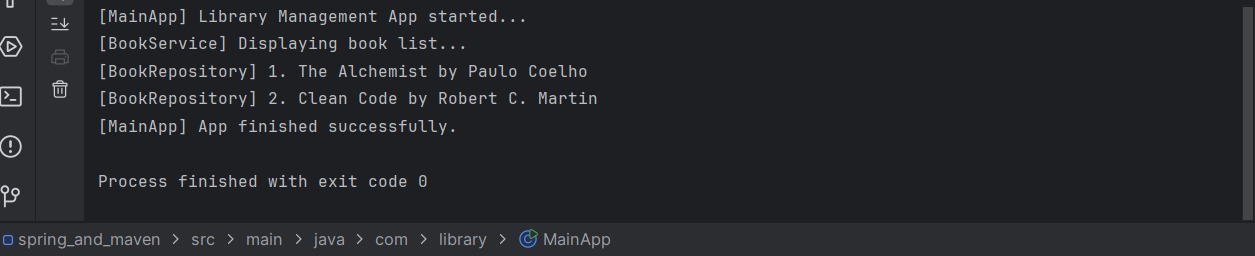 [MainApp] Library Management App started...
[BookService] Displaying book list...
[BookRepository] 1. The Alchemist by Paulo Coelho
[BookRepository] 2. Clean Code by Robert C. Martin
[MainApp] App finished successfully.
Process finished with exit code 0
spring_and_maven > src > main > java > com > library > MainApp